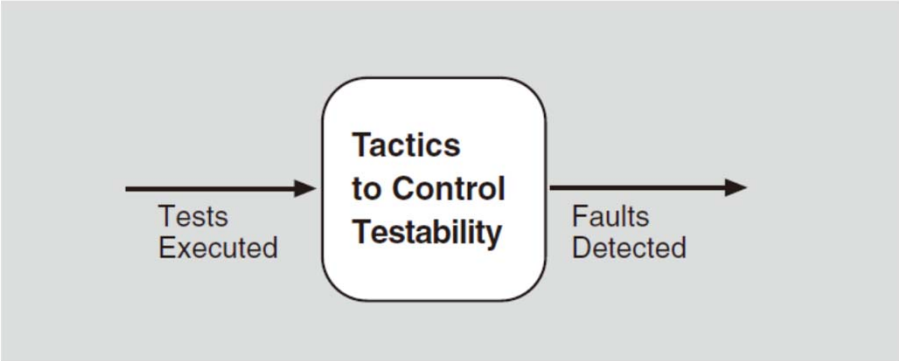 Tactics
to Control
Testability
Tests
Executed
Faults
Detected